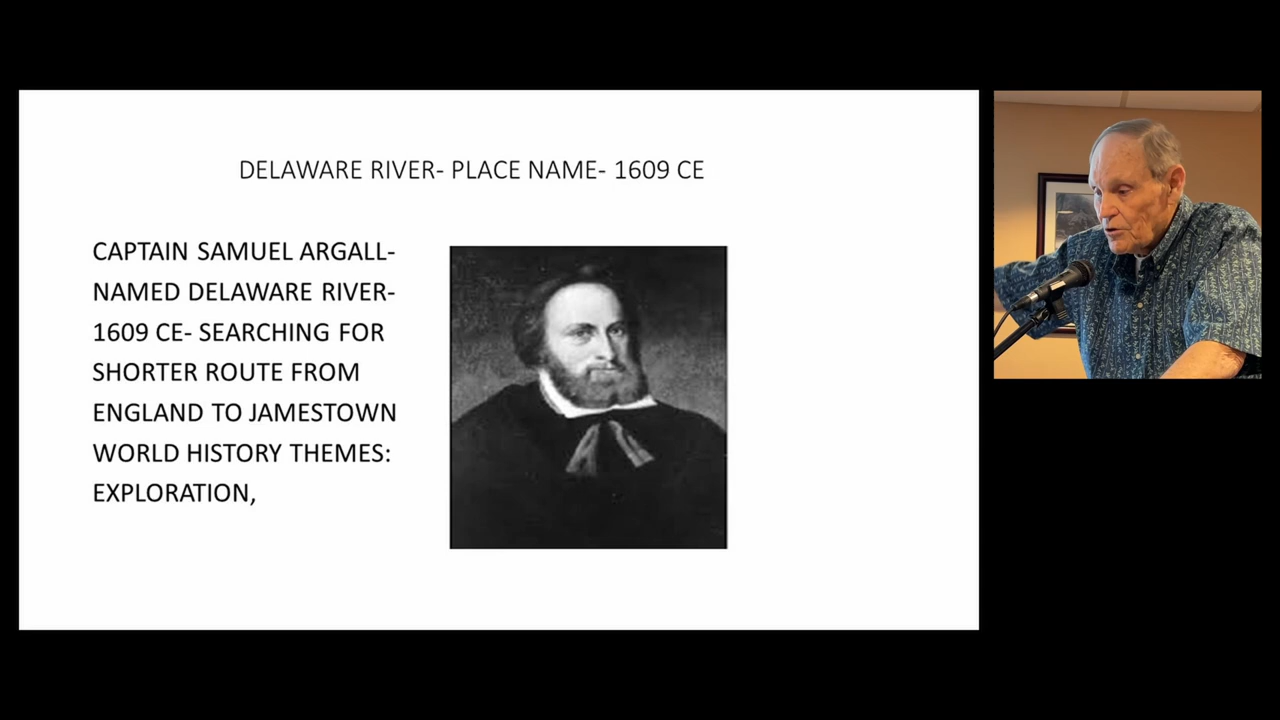 DELAWARE RIVER- PLACE NAME- 1609 CE
CAPTAIN SAMUEL ARGALL-
NAMED DELAWARE RIVER-
1609 CE- SEARCHING FOR
SHORTER ROUTE FROM
ENGLAND TO JAMESTOWN
WORLD HISTORY THEMES:
EXPLORATION,